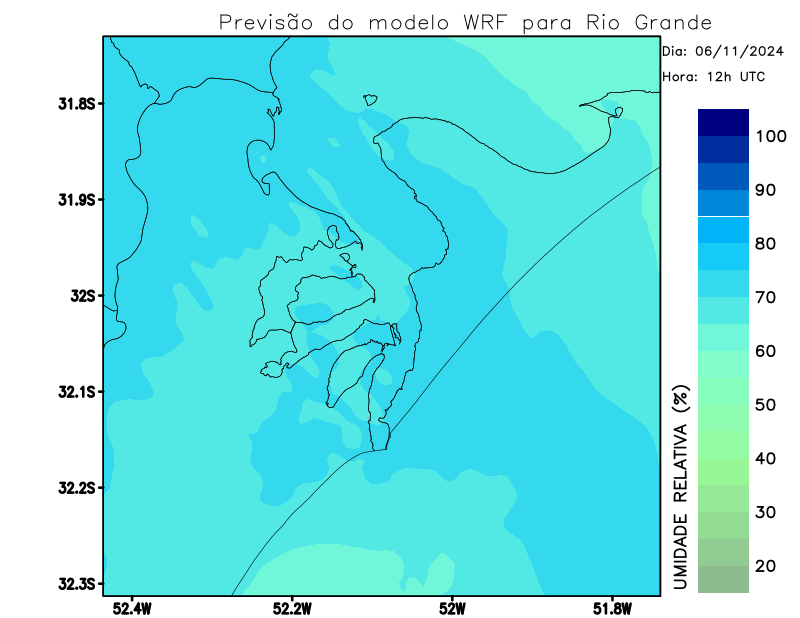 Previsão do modelo WRF para Rio Grande
Dia: 06/11/2024
Hora: 12h UTC
31.8S
31.9S
32S
32.1S
32.2S
32.3S
52.4W
52.2W
52W
51.8W
UMIDADE RELATIVA (%)
100
90
80
70
60
50
40
30
20